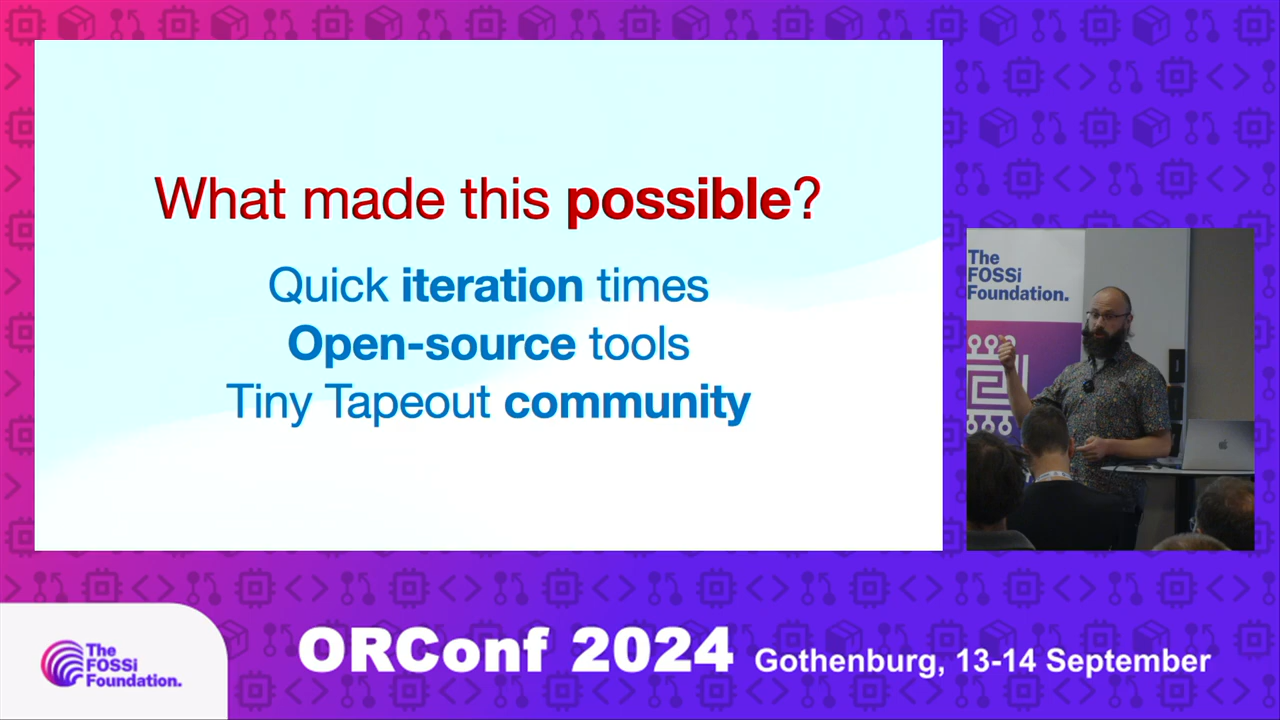 What made this possible?
Quick iteration times
Open-source tools
Tiny Tapeout community
The
FOSSi
Foundation.
The
FOSSi
Foundation.
ORConf 2024
Gothenburg, 13-14 September